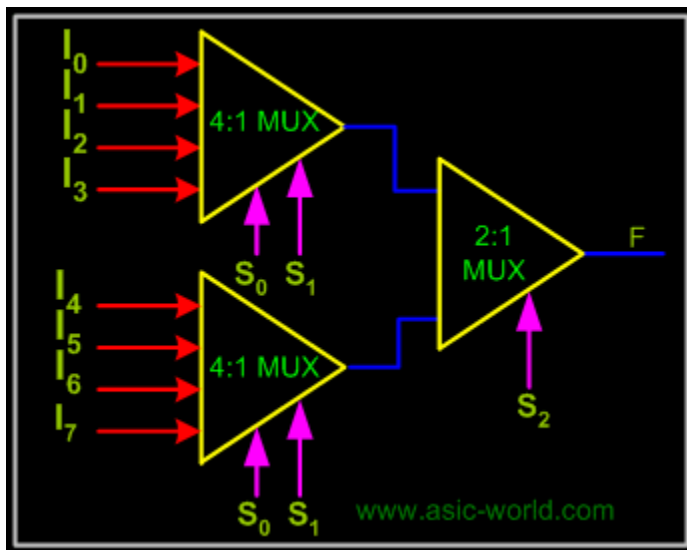 I0
I1
I2
I3
4:1 MUX
S0 S1
I4
I5
I6
I7
4:1 MUX
S0 S1
2:1
MUX
S2
F
www.asic-world.com